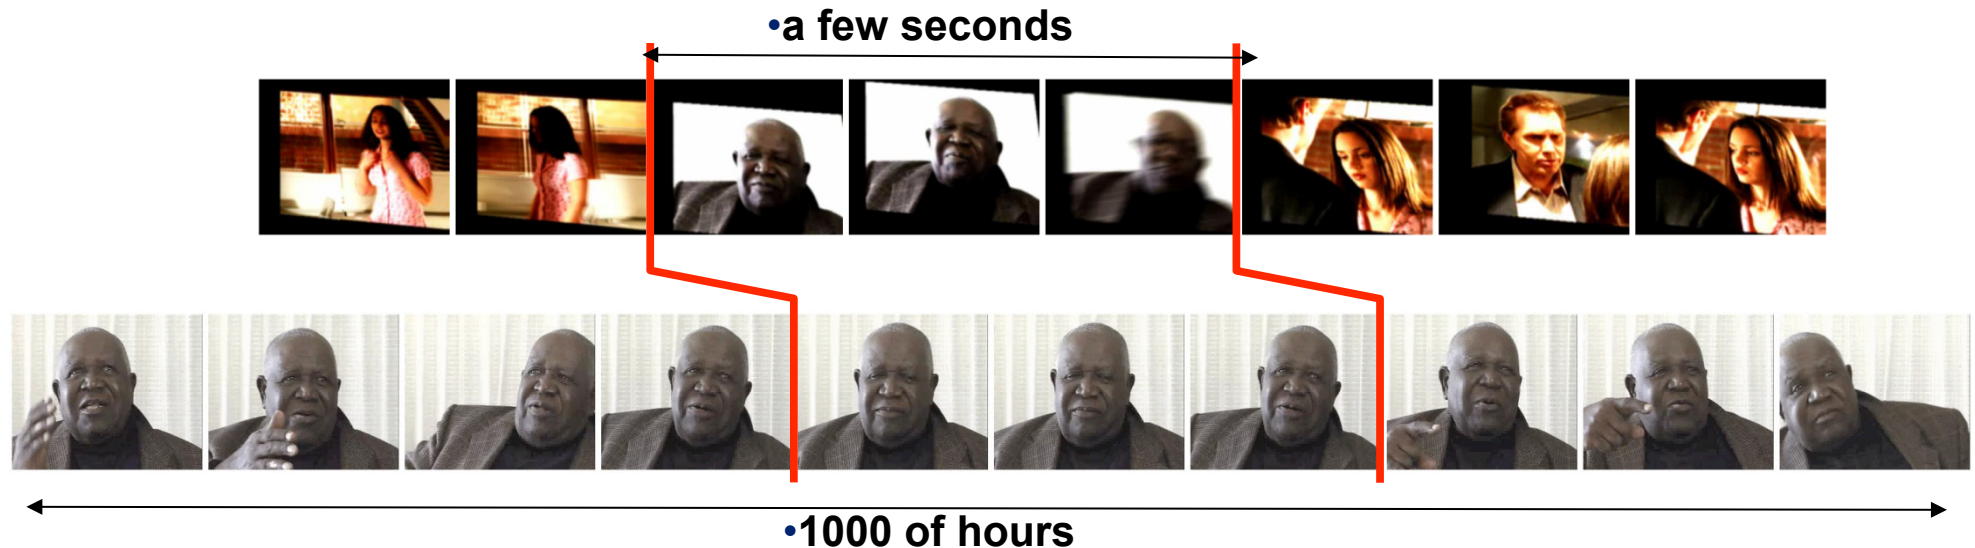 •a few seconds
•1000 of hours